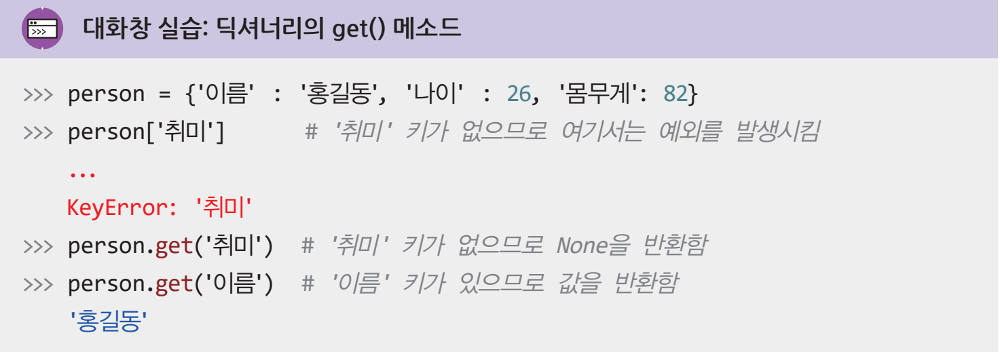 >>>
대화창 실습: 딕셔너리의 get() 메소드
>>> person = {'이름' : '홍길동', '나이' : 26, '몸무게': 82}
>>> person['취미'] # '취미' 키가 없으므로 여기서는 예외를 발생시킴
...
KeyError: '취미'
>>> person.get('취미') # '취미' 키가 없으므로 None을 반환함
>>> person.get('이름') # '이름' 키가 있으므로 값을 반환함
'홍길동'